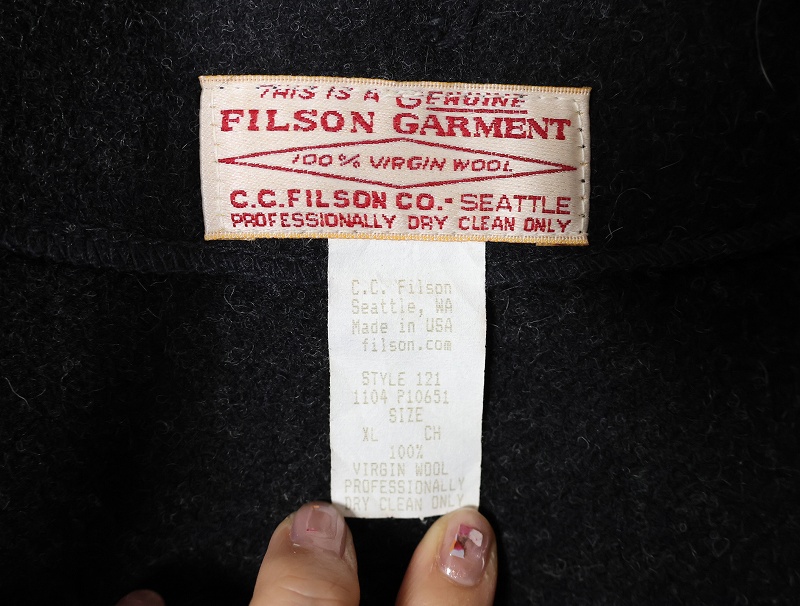 THIS IS A GENUINE
FILSON GARMENT
100% VIRGIN WOOL
C.C.FILSON CO.-SEATTLE
PROFESSIONALLY DRY CLEAN ONLY
C.C. Filson
Seattle, WA
Made in USA
filson.com
STYLE 121
1104 P10651
SIZE
XL CH
100%
VIRGIN WOOL
PROFESSIONALLY
DRY CLEAN ONLY